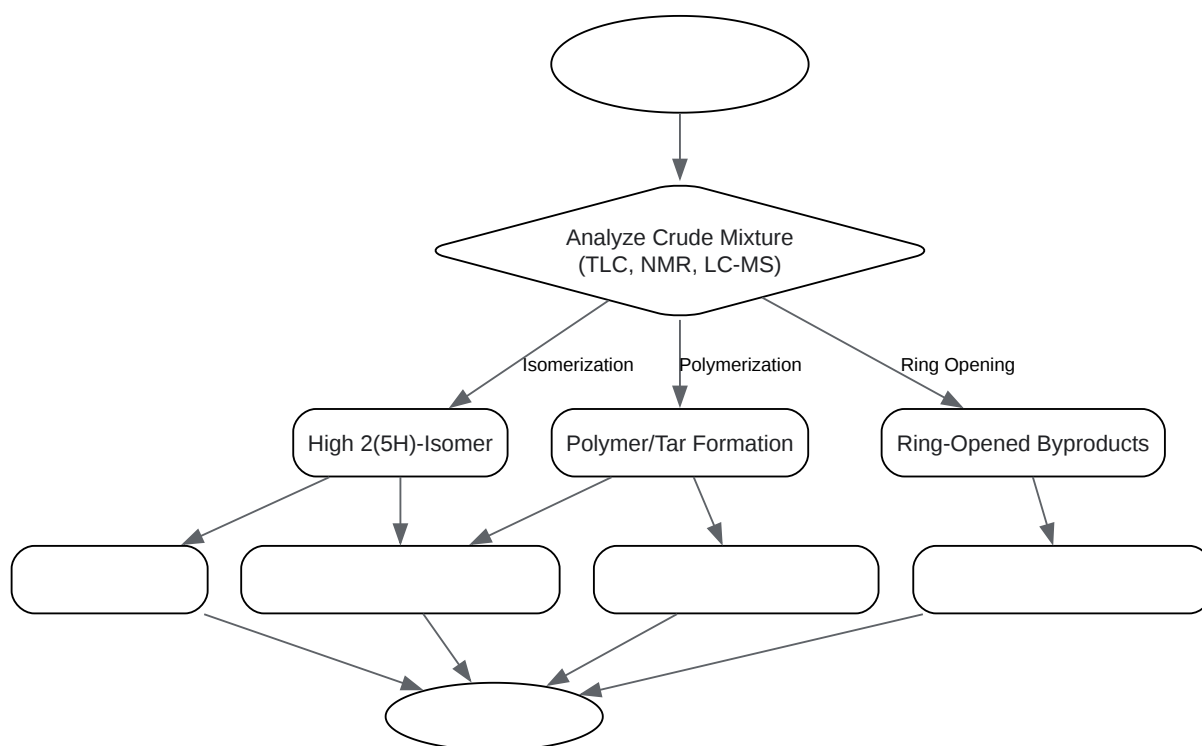 Analyze Crude Mixture
(TLC, NMR, LC-MS)
Isomerization
Polymerization
Ring Opening
High 2(5H)-Isomer
Polymer/Tar Formation
Ring-Opened Byproducts